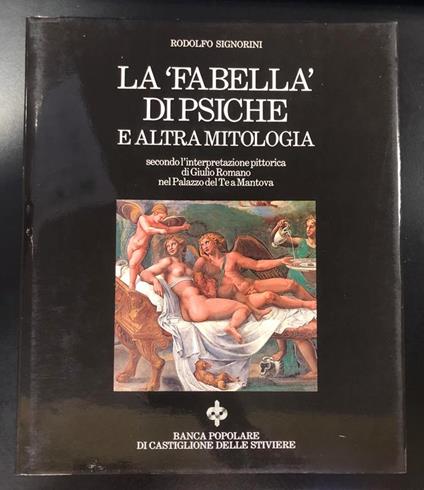 RODOLFO SIGNORINI
LA 'FABELLA'
DI PSICHE
E ALTRA MITOLOGIA
secondo l'interpretazione pittorica
di Giulio Romano
nel Palazzo del Te a Mantova
BANCA POPOLARE
DI CASTIGLIONE DELLE STIVIERE